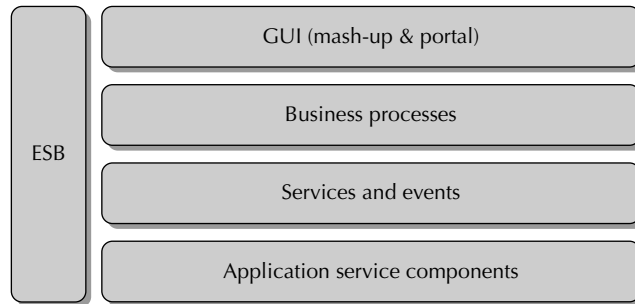 GUI (mash-up & portal)
Business processes
ESB
Services and events
Application service components